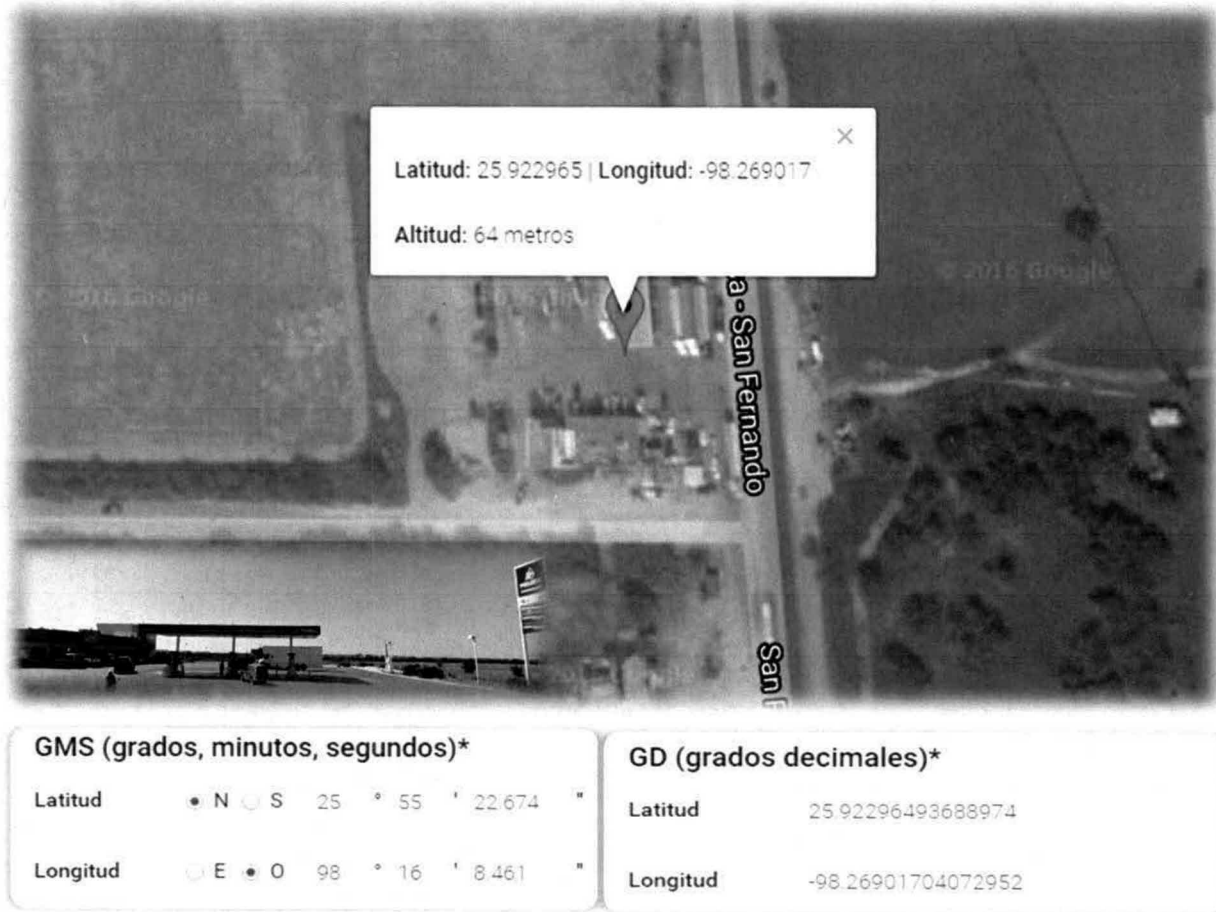 ×
Latitud: 25.922965 | Longitud: -98.269017
Altitud: 64 metros
© 2016 Google
2016 Google
a - San Fernando
San F
GMS (grados, minutos, segundos)*
Latitud N S 25 ° 55 ' 22.674 "
Longitud E O 98 ° 16 ' 8.461 "
GD (grados decimales)*
Latitud 25.92296493688974
Longitud -98.26901704072952